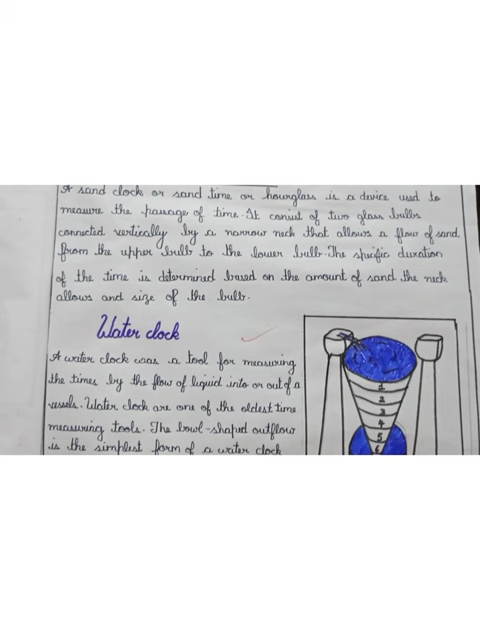 A sand clock or sand time or hourglass is a device used to
measure the passage of time. It consist of two glass bulbs
connected vertically by a narrow neck that allows a flow of sand
from the upper bulb to the lower bulb. The specific duration
of the time is determined based on the amount of sand the neck
allows and size of the bulb.
Water clock
A water clock was a tool for measuring
the times by the flow of liquid into or out of a
vessels. Water clock are one of the oldest time
measuring tools. The bowl-shaped outflow
is the simplest form of a water clock
1
2
3
4
5
6